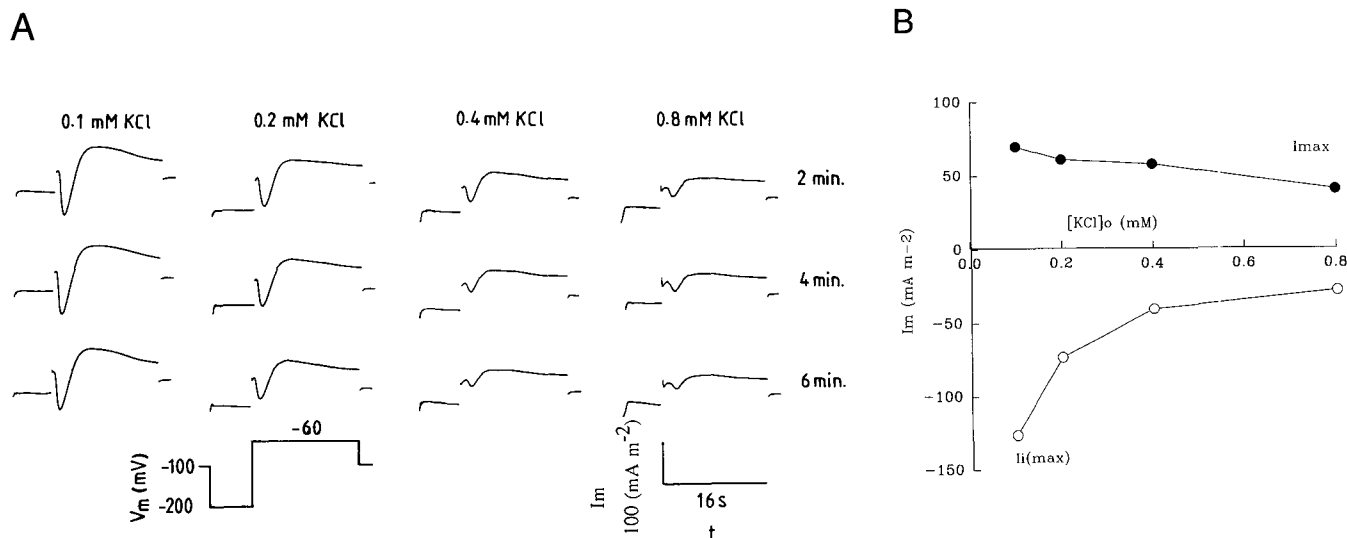 A
0.1 mM KCl
0.2 mM KCl
0.4 mM KCl
0.8 mM KCl
2 min.
4 min.
6 min.
-60
-100
-200
Vm (mV)
Im
100 (mA m-2)
16s
t
B
100
50
0
-50
-100
-150
Im (mA m-2)
Imax
[KCl]o (mM)
0.0
0.2
0.4
0.6
0.8
Ii(max)